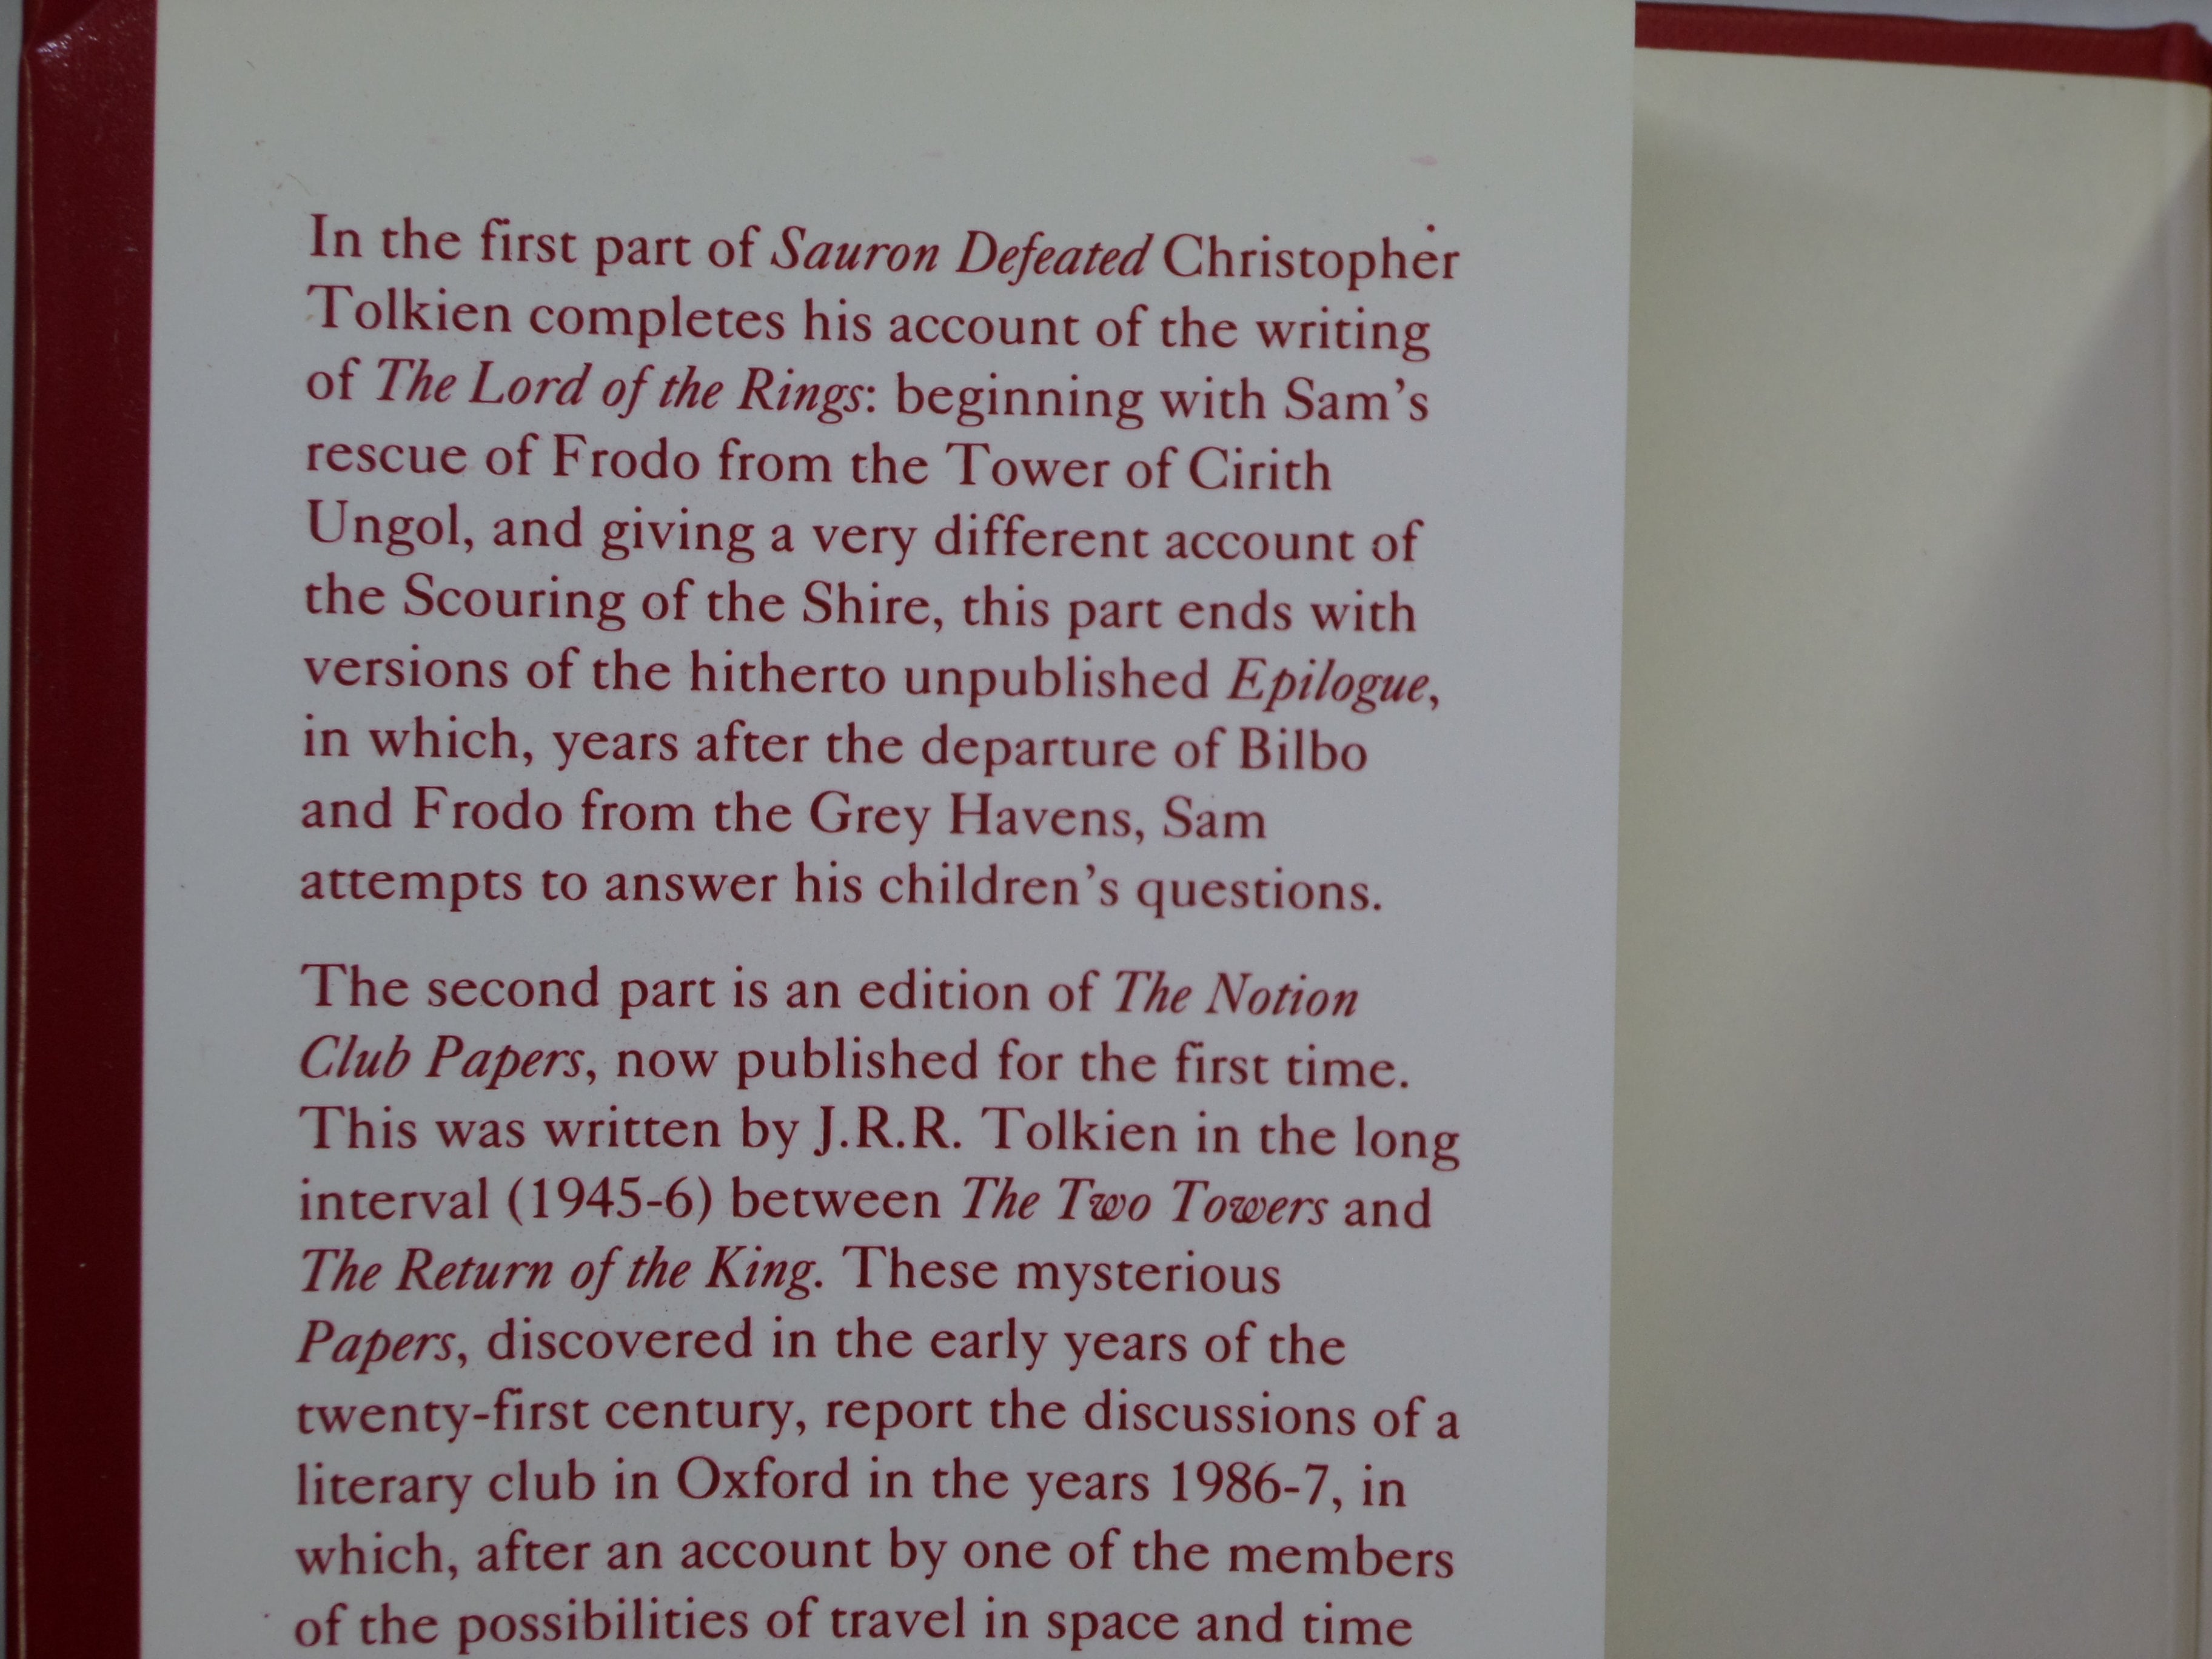 In the first part of Sauron Defeated Christopher
Tolkien completes his account of the writing
of The Lord of the Rings: beginning with Sam's
rescue of Frodo from the Tower of Cirith
Ungol, and giving a very different account of
the Scouring of the Shire, this part ends with
versions of the hitherto unpublished Epilogue,
in which, years after the departure of Bilbo
and Frodo from the Grey Havens, Sam
attempts to answer his children's questions.
The second part is an edition of The Notion
Club Papers, now published for the first time.
This was written by J.R.R. Tolkien in the long
interval (1945-6) between The Two Towers and
The Return of the King. These mysterious
Papers, discovered in the early years of the
twenty-first century, report the discussions of a
literary club in Oxford in the years 1986-7, in
which, after an account by one of the members
of the possibilities of travel in space and time